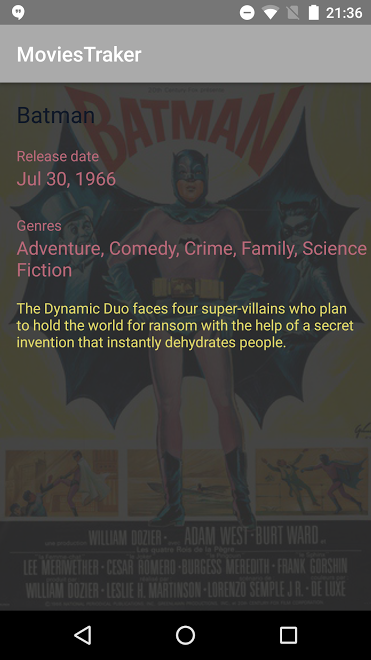 21:36
MoviesTraker
BATMAN
Batman
Release date
Jul 30, 1966
Genres
Adventure, Comedy, Crime, Family, Science
Fiction
The Dynamic Duo faces four super-villains who plan
to hold the world for ransom with the help of a secret
invention that instantly dehydrates people.
WILLIAM DOZIER ADAM WEST·BURT WARD
LEE MERIWETHER·CESAR ROMERO·BURGESS MEREDITH·FRANK GORSHIN
WILLIAM DOZIER·LESLIE H. MARTINSON·LORENZO SEMPLE J.R.·DE LUXE